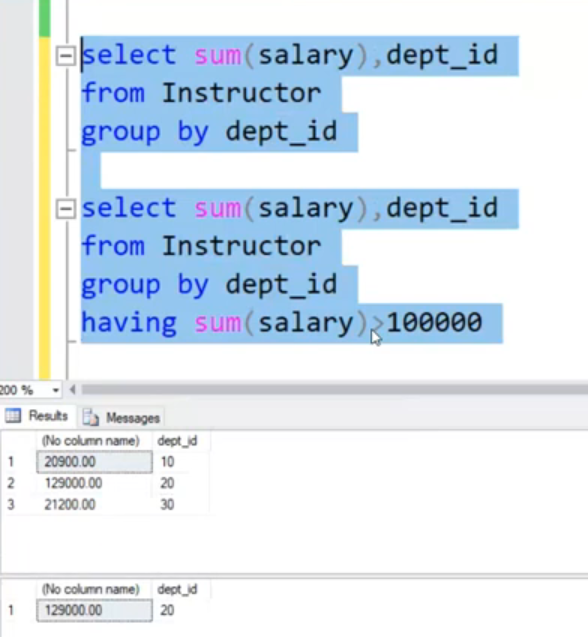 select sum(salary),dept_id
from Instructor
group by dept_id
select sum(salary),dept_id
from Instructor
group by dept_id
having sum(salary)>100000
200 %
Results Messages
(No column name) dept_id
1 20900.00 10
2 129000.00 20
3 21200.00 30
(No column name) dept_id
1 129000.00 20